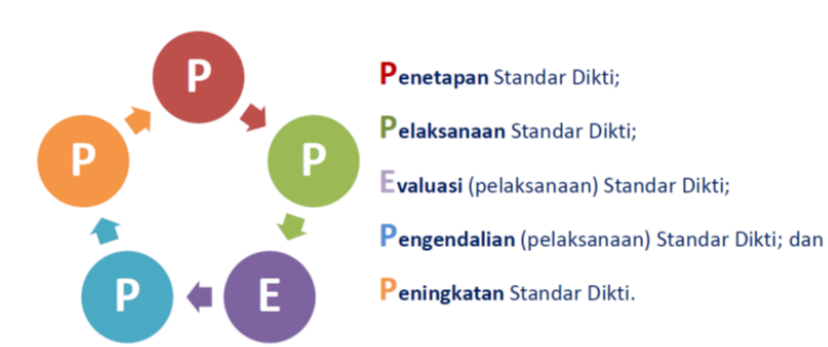 P
P
E
P
P
Penetapan Standar Dikti;
Pelaksanaan Standar Dikti;
Evaluasi (pelaksanaan) Standar Dikti;
Pengendalian (pelaksanaan) Standar Dikti; dan
Peningkatan Standar Dikti.